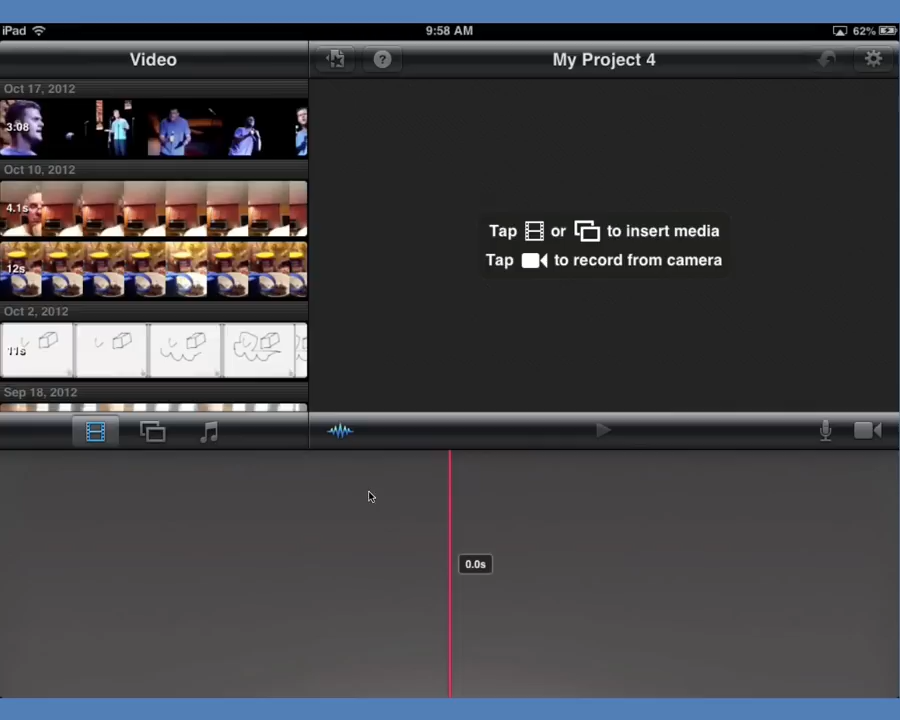 iPad 9:58 AM 62%
Video My Project 4
Oct 17, 2012
3:08
Oct 10, 2012
4.1s
12s
Oct 2, 2012
11s
Sep 18, 2012
Tap or to insert media
Tap to record from camera
0.0s